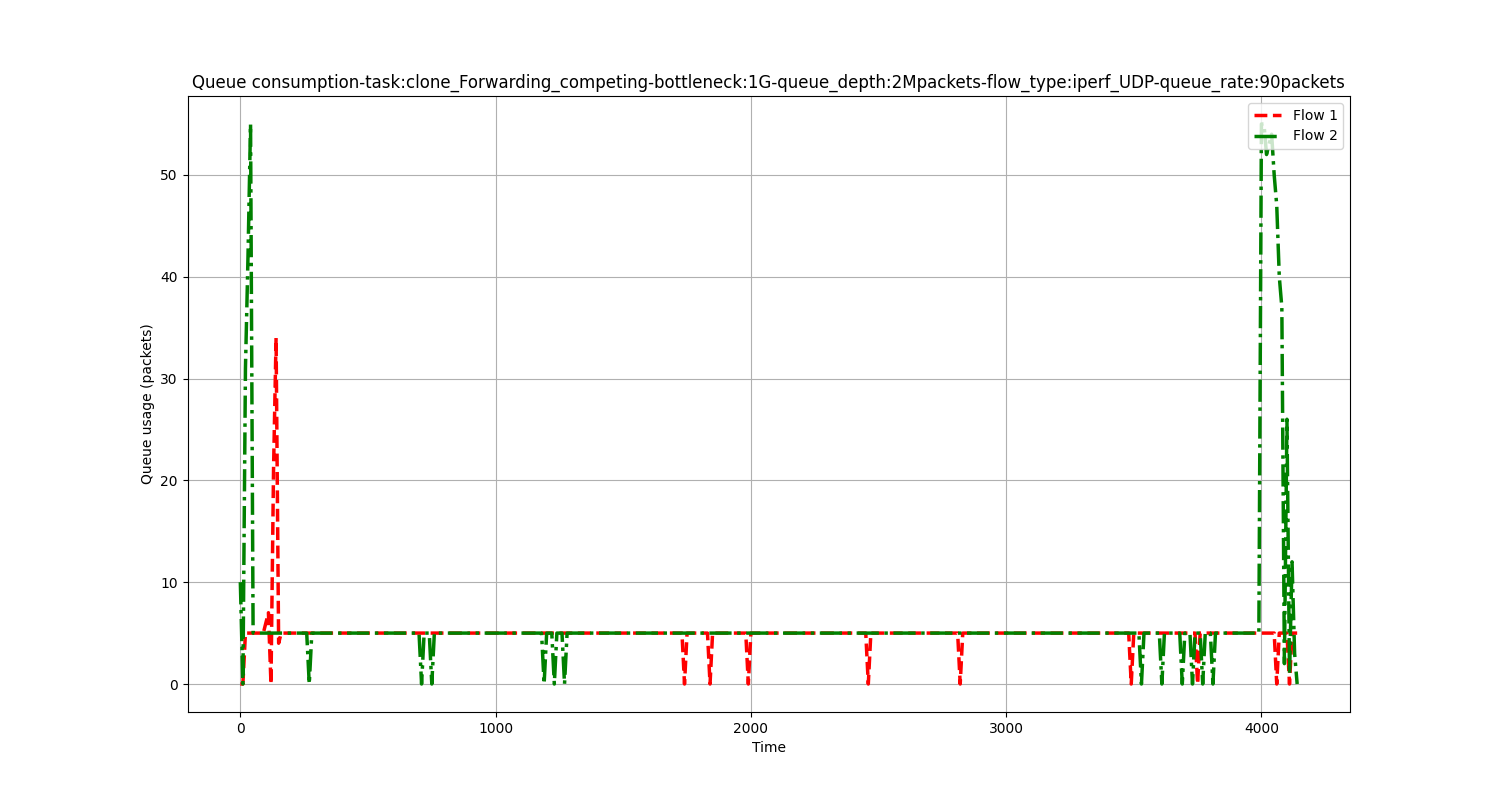 Queue consumption-task:clone_Forwarding_competing-bottleneck:1G-queue_depth:2Mpackets-flow_type:iperf_UDP-queue_rate:90packets
Flow 1
Flow 2
Queue usage (packets)
50
40
30
20
10
0
0 1000 2000 3000 4000
Time